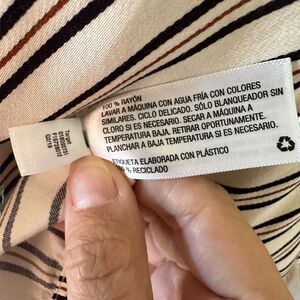 100 % RAYÓN
LAVAR A MÁQUINA CON AGUA FRÍA CON COLORES
SIMILARES. CICLO DELICADO. SÓLO BLANQUEADOR SIN
CLORO SI ES NECESARIO. SECAR A MÁQUINA A
TEMPERATURA BAJA. RETIRAR OPORTUNAMENTE.
PLANCHAR A BAJA TEMPERATURA SI ES NECESARIO.
ETIQUETA ELABORADA CON PLÁSTICO
% RECICLADO
Target